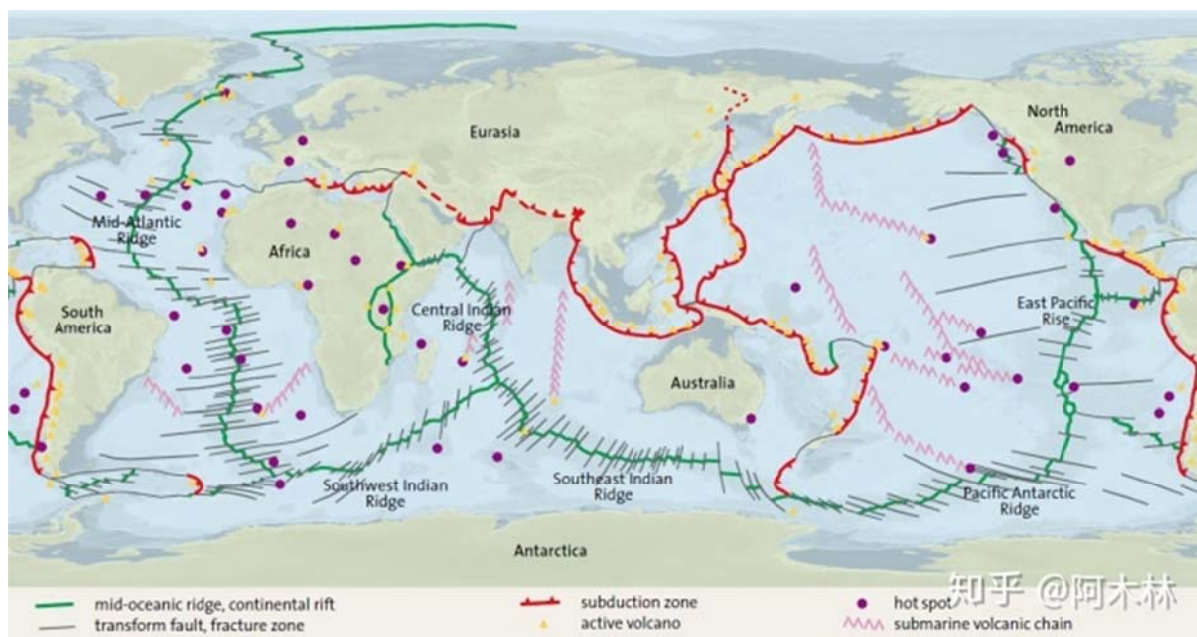 Eurasia
North
America
Mid-Atlantic
Ridge
Africa
South
America
Central Indian
Ridge
East Pacific
Rise
Australia
Southwest Indian
Ridge
Southeast Indian
Ridge
Pacific Antarctic
Ridge
Antarctica
知乎 @阿木林
mid-oceanic ridge, continental rift
transform fault, fracture zone
subduction zone
active volcano
hot spot
submarine volcanic chain